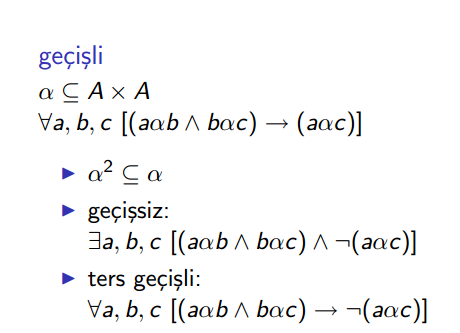 geçişli
α ⊆ A × A
∀a, b, c [(aαb ∧ bαc) → (aαc)]
▶ α² ⊆ α
▶ geçişsiz:
∃a, b, c [(aαb ∧ bαc) ∧ ¬(aαc)]
▶ ters geçişli:
∀a, b, c [(aαb ∧ bαc) → ¬(aαc)]